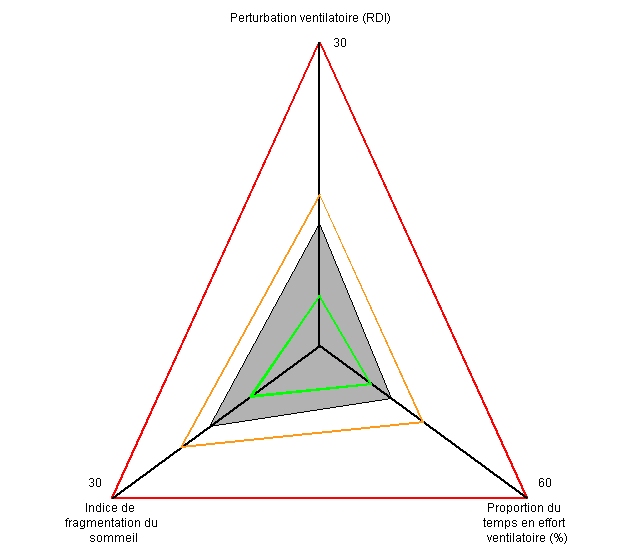 Perturbation ventilatoire (RDI)
30
30
60
Indice de
fragmentation du
sommeil
Proportion du
temps en effort
ventilatoire (%)